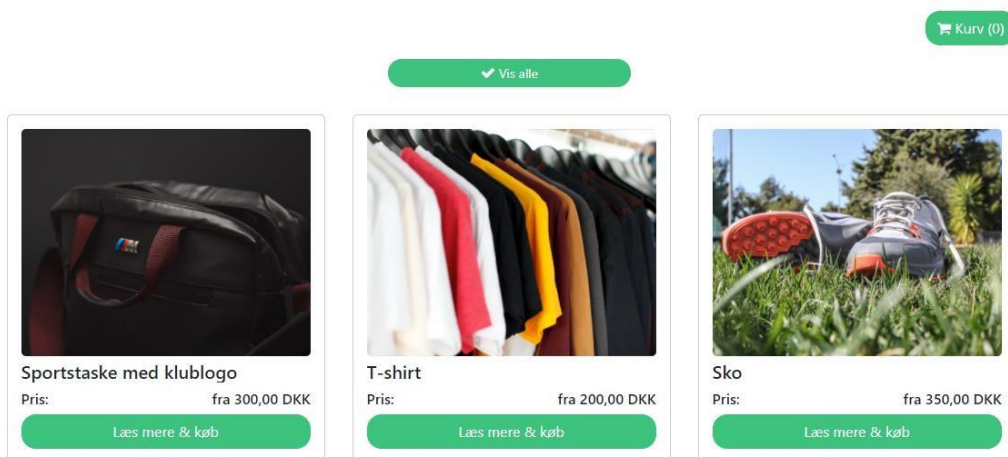 Kurv (0)
Vis alle
Sportstaske med klublogo
Pris: fra 300,00 DKK
Læs mere & køb
T-shirt
Pris: fra 200,00 DKK
Læs mere & køb
Sko
Pris: fra 350,00 DKK
Læs mere & køb